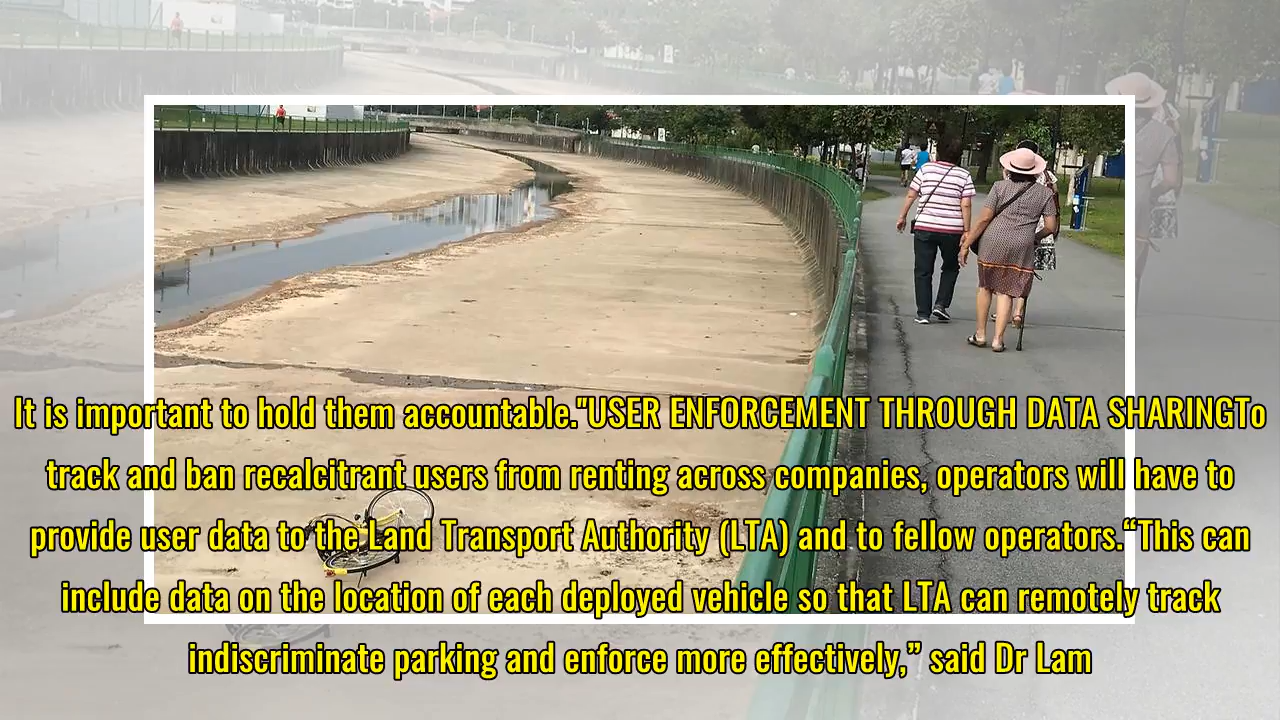 It is important to hold them accountable."USER ENFORCEMENT THROUGH DATA SHARINGTo
track and ban recalcitrant users from renting across companies, operators will have to
provide user data to the Land Transport Authority (LTA) and to fellow operators.“This can
include data on the location of each deployed vehicle so that LTA can remotely track
indiscriminate parking and enforce more effectively,” said Dr Lam